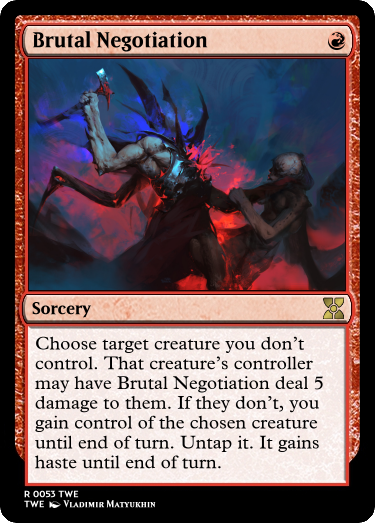 Brutal Negotiation
Sorcery
Choose target creature you don't
control. That creature's controller
may have Brutal Negotiation deal 5
damage to them. If they don't, you
gain control of the chosen creature
until end of turn. Untap it. It gains
haste until end of turn.
R 0053 TWE
TWE Vladimir Matyukhin